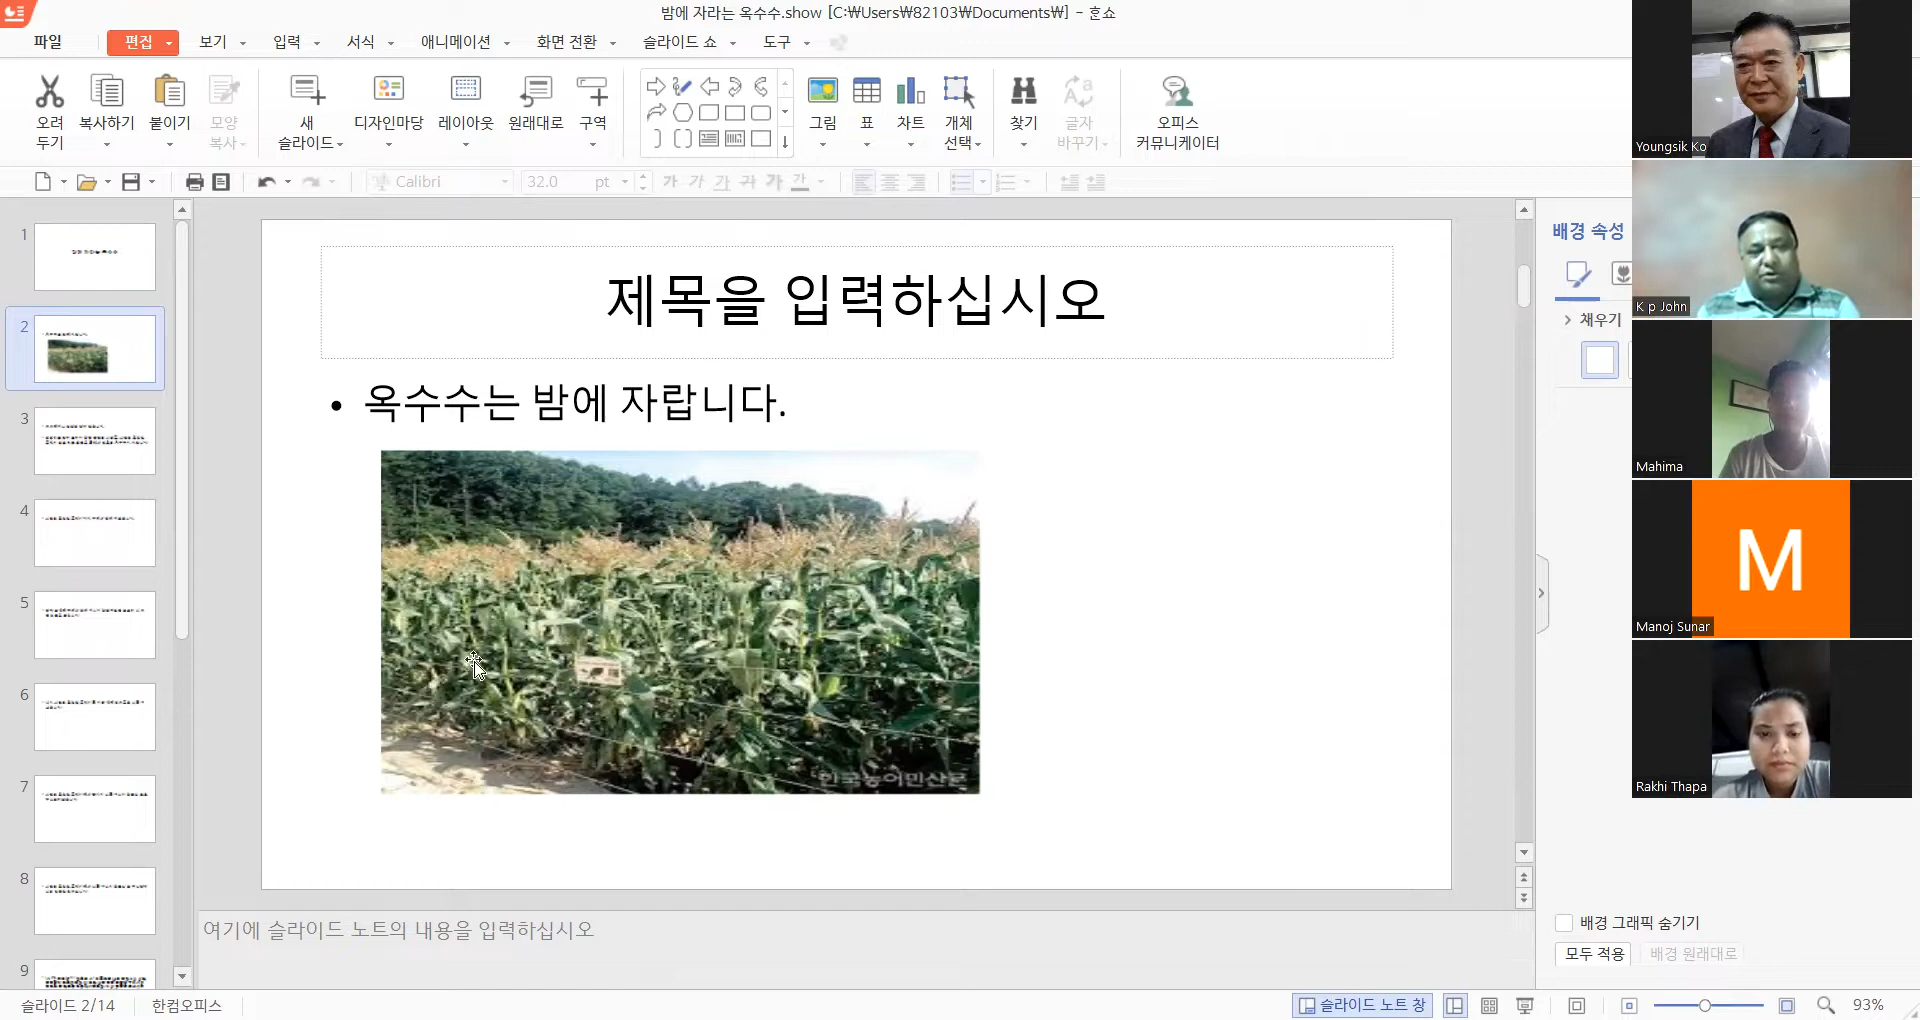 밤에 자라는 옥수수.show [C:₩Users₩82103₩Documents₩] - 한쇼
파일 편집 보기 입력 서식 애니메이션 화면 전환 슬라이드 쇼 도구
오려 두기 복사하기 붙이기 모양 복사 새 슬라이드 디자인마당 레이아웃 원래대로 구역 그림 표 차트 개체 선택 찾기 글자 바꾸기 오피스 커뮤니케이터
Calibri 32.0 pt 가 가 가 가 가 가
1
2
3
4
5
6
7
8
9
제목을 입력하십시오
• 옥수수는 밤에 자랍니다.
한국농어민신문
여기에 슬라이드 노트의 내용을 입력하십시오
배경 속성
채우기
배경 그래픽 숨기기
모두 적용 배경 원래대로
Youngsik Ko
K p John
Mahima
M
Manoj Sunar
Rakhi Thapa
슬라이드 2/14 한컴오피스 슬라이드 노트 창 93%